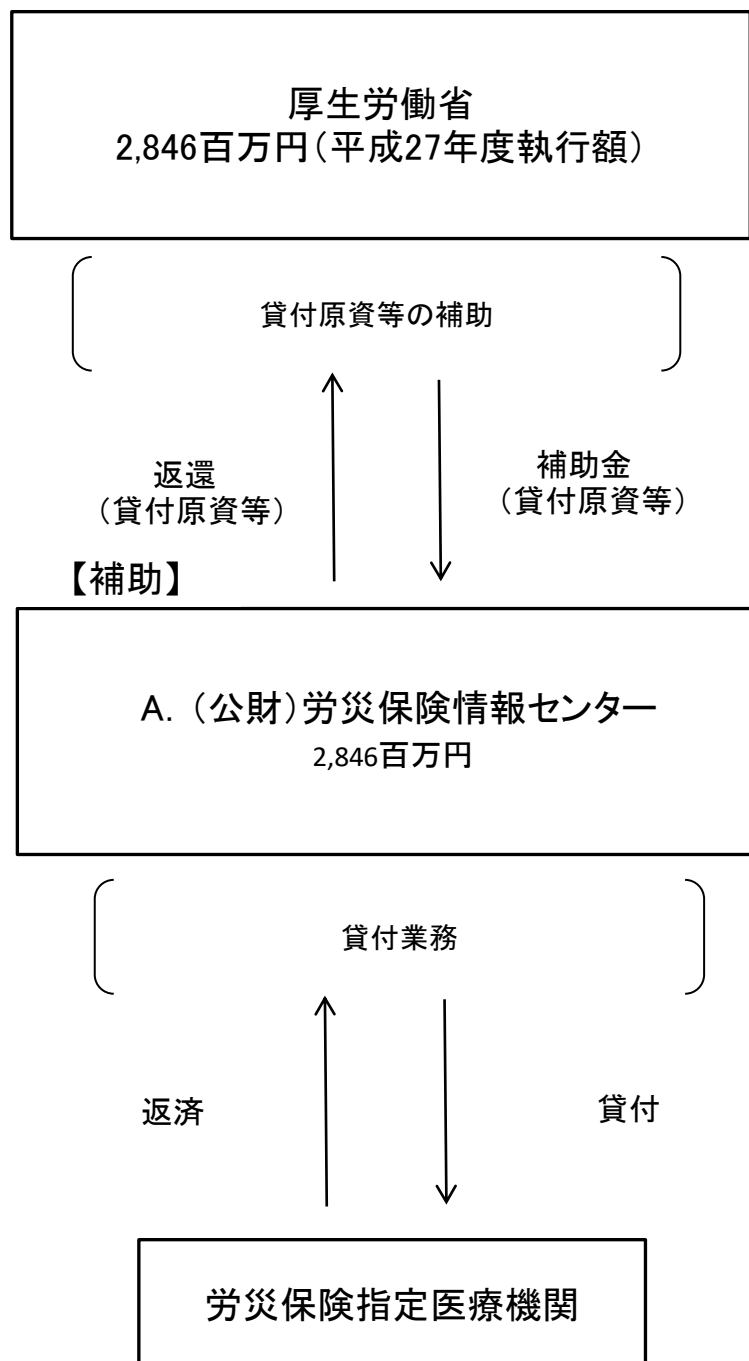 厚生労働省
2,846百万円（平成27年度執行額）
貸付原資等の補助
返還
（貸付原資等）
補助金
（貸付原資等）
【補助】
A．（公財）労災保険情報センター
2,846百万円
貸付業務
返済
貸付
労災保険指定医療機関